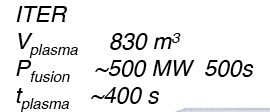 ITER
Vplasma 830 m³
Pfusion ~500 MW 500s
tplasma ~400 s